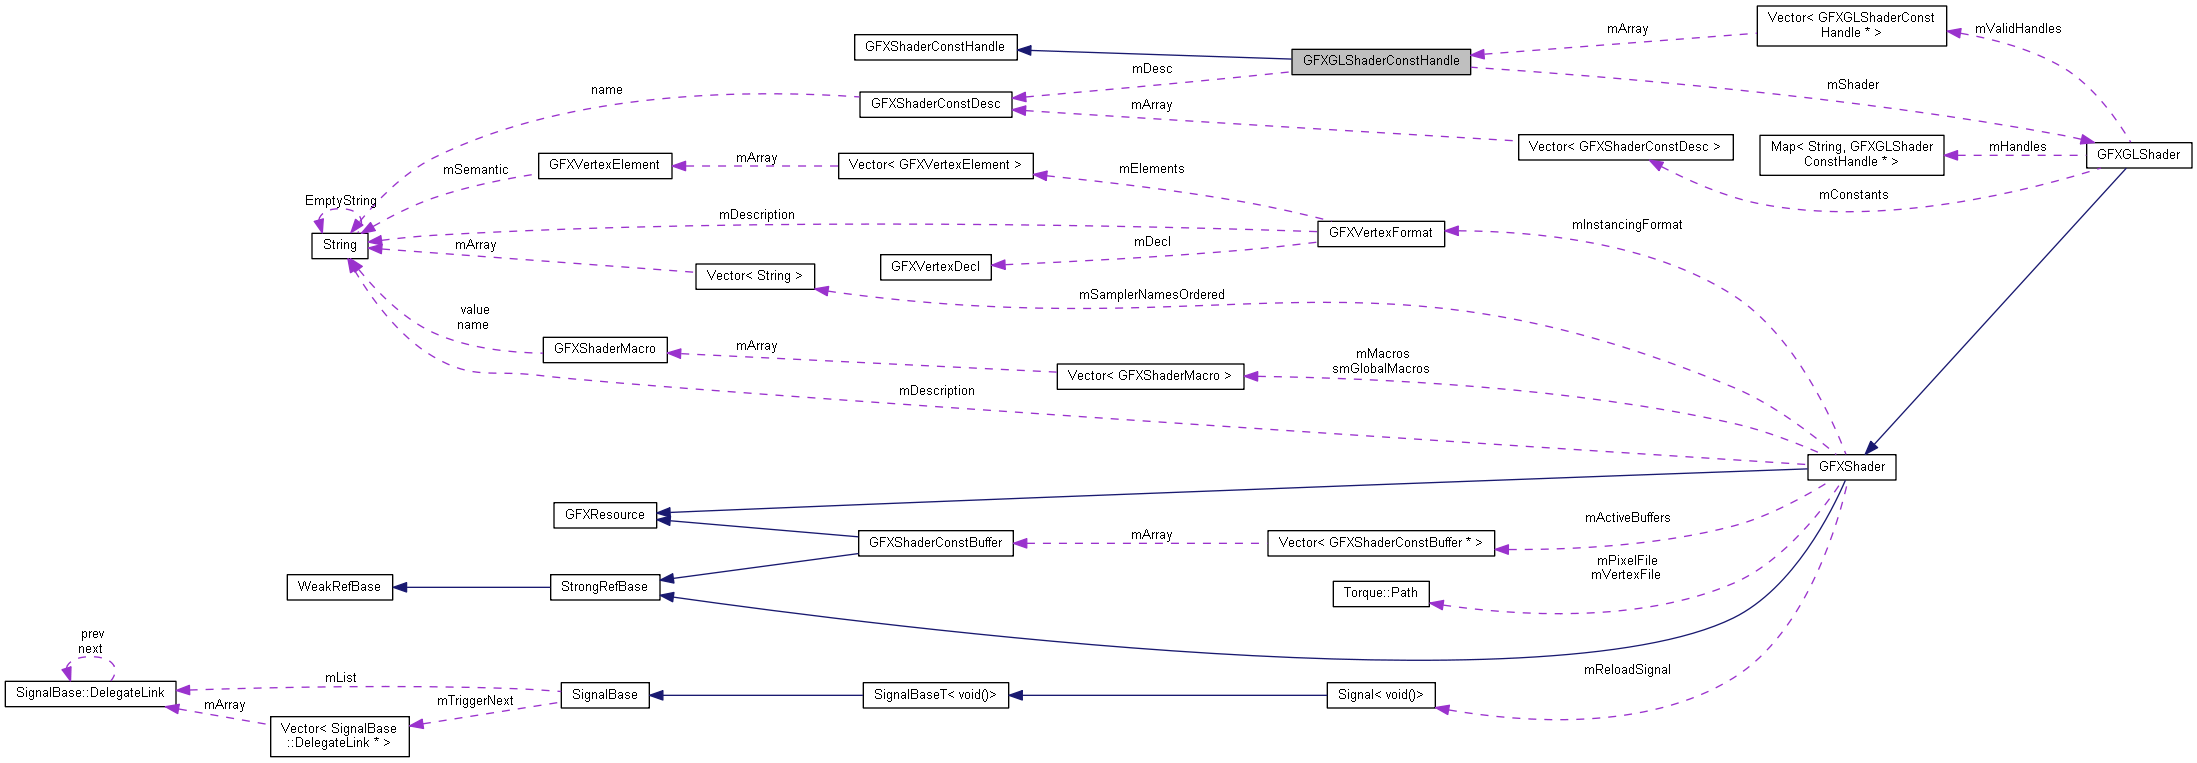 Vector< GFXGLShaderConst
Handle * >
mArray
mValidHandles
GFXShaderConstHandle
GFXGLShaderConstHandle
mDesc
mShader
name
GFXShaderConstDesc
mArray
Vector< GFXShaderConstDesc >
Map< String, GFXGLShader
ConstHandle * >
mHandles
GFXGLShader
mArray
GFXVertexElement
Vector< GFXVertexElement >
mSemantic
mElements
mConstants
EmptyString
mDescription
mInstancingFormat
String
mArray
mDecl
GFXVertexFormat
GFXVertexDecl
Vector< String >
mSamplerNamesOrdered
value
name
GFXShaderMacro
mArray
mMacros
smGlobalMacros
Vector< GFXShaderMacro >
mDescription
GFXShader
GFXResource
mActiveBuffers
GFXShaderConstBuffer
mArray
Vector< GFXShaderConstBuffer * >
mPixelFile
mVertexFile
WeakRefBase
StrongRefBase
Torque::Path
prev
next
mReloadSignal
SignalBase::DelegateLink
mList
mArray
mTriggerNext
SignalBase
SignalBaseT< void()>
Signal< void()>
Vector< SignalBase
::DelegateLink * >